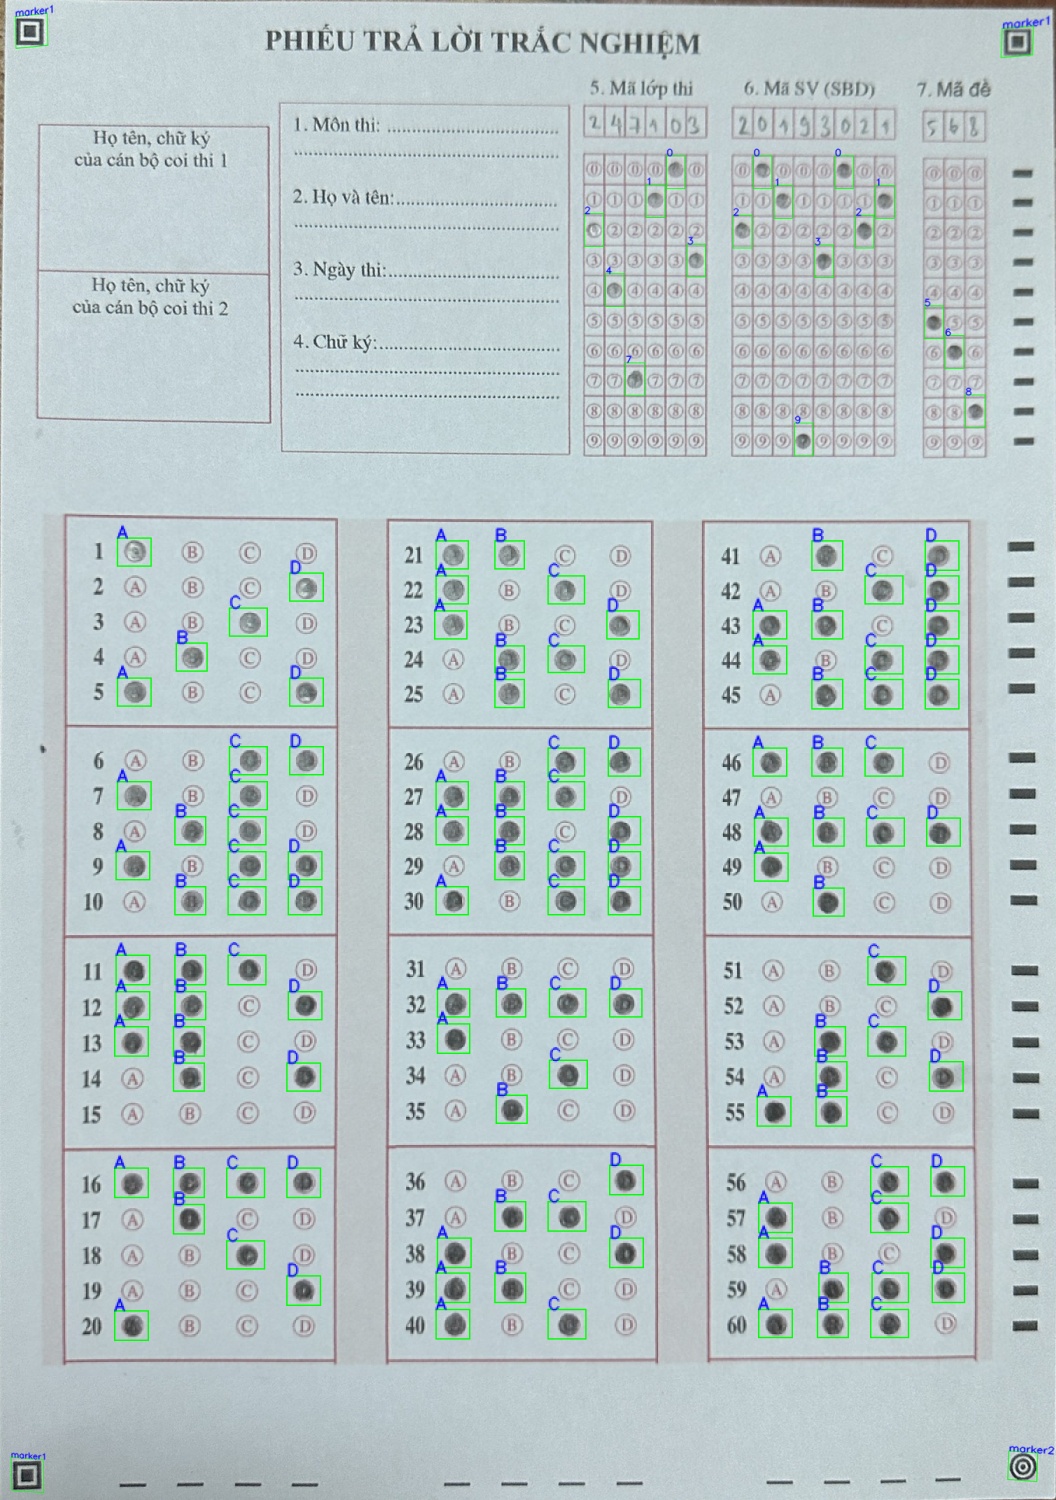 marker1
marker1
PHIẾU TRẢ LỜI TRẮC NGHIỆM
5. Mã lớp thi
6. Mã SV (SBD)
7. Mã đề
2 4 7 1 0 3
2 0 1 9 3 0 2 1
5 6 8
Họ tên, chữ ký
của cán bộ coi thi 1
Họ tên, chữ ký
của cán bộ coi thi 2
1. Môn thi:
2. Họ và tên:
3. Ngày thi:
4. Chữ ký:
1 A B C D
2 A B C D
3 A B C D
4 A B C D
5 A B C D
6 A B C D
7 A B C D
8 A B C D
9 A B C D
10 A B C D
11 A B C D
12 A B C D
13 A B C D
14 A B C D
15 A B C D
16 A B C D
17 A B C D
18 A B C D
19 A B C D
20 A B C D
21 A B C D
22 A B C D
23 A B C D
24 A B C D
25 A B C D
26 A B C D
27 A B C D
28 A B C D
29 A B C D
30 A B C D
31 A B C D
32 A B C D
33 A B C D
34 A B C D
35 A B C D
36 A B C D
37 A B C D
38 A B C D
39 A B C D
40 A B C D
41 A B C D
42 A B C D
43 A B C D
44 A B C D
45 A B C D
46 A B C D
47 A B C D
48 A B C D
49 A B C D
50 A B C D
51 A B C D
52 A B C D
53 A B C D
54 A B C D
55 A B C D
56 A B C D
57 A B C D
58 A B C D
59 A B C D
60 A B C D
marker1
marker2